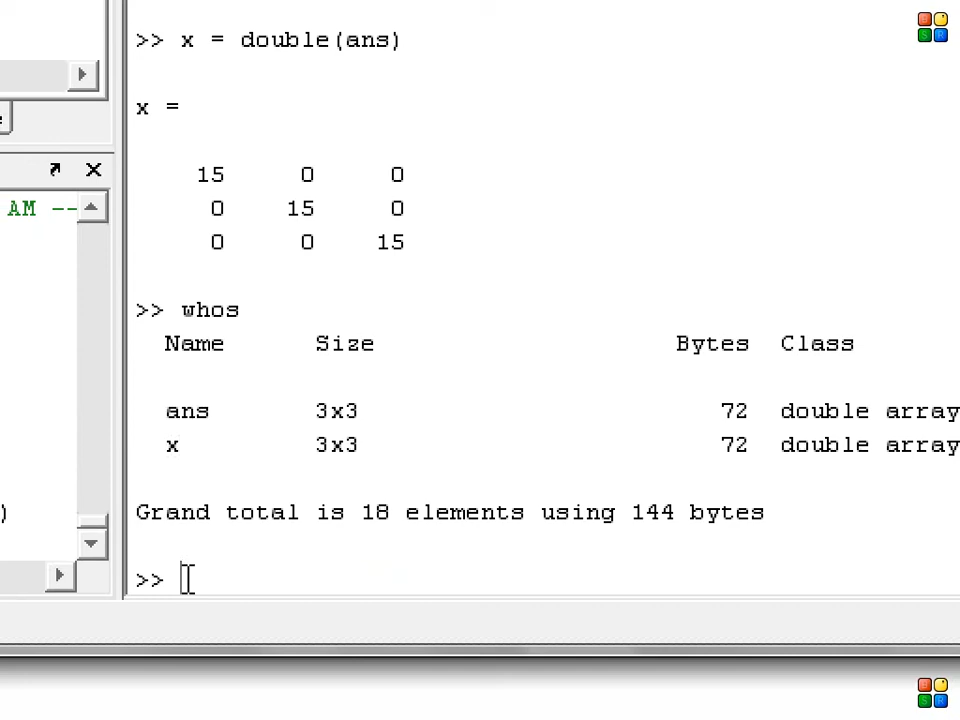 >> x = double(ans)
x =
15 0 0
0 15 0
0 0 15
AM --
>> whos
Name Size Bytes Class
ans 3x3 72 double array
x 3x3 72 double array
)
Grand total is 18 elements using 144 bytes
>>